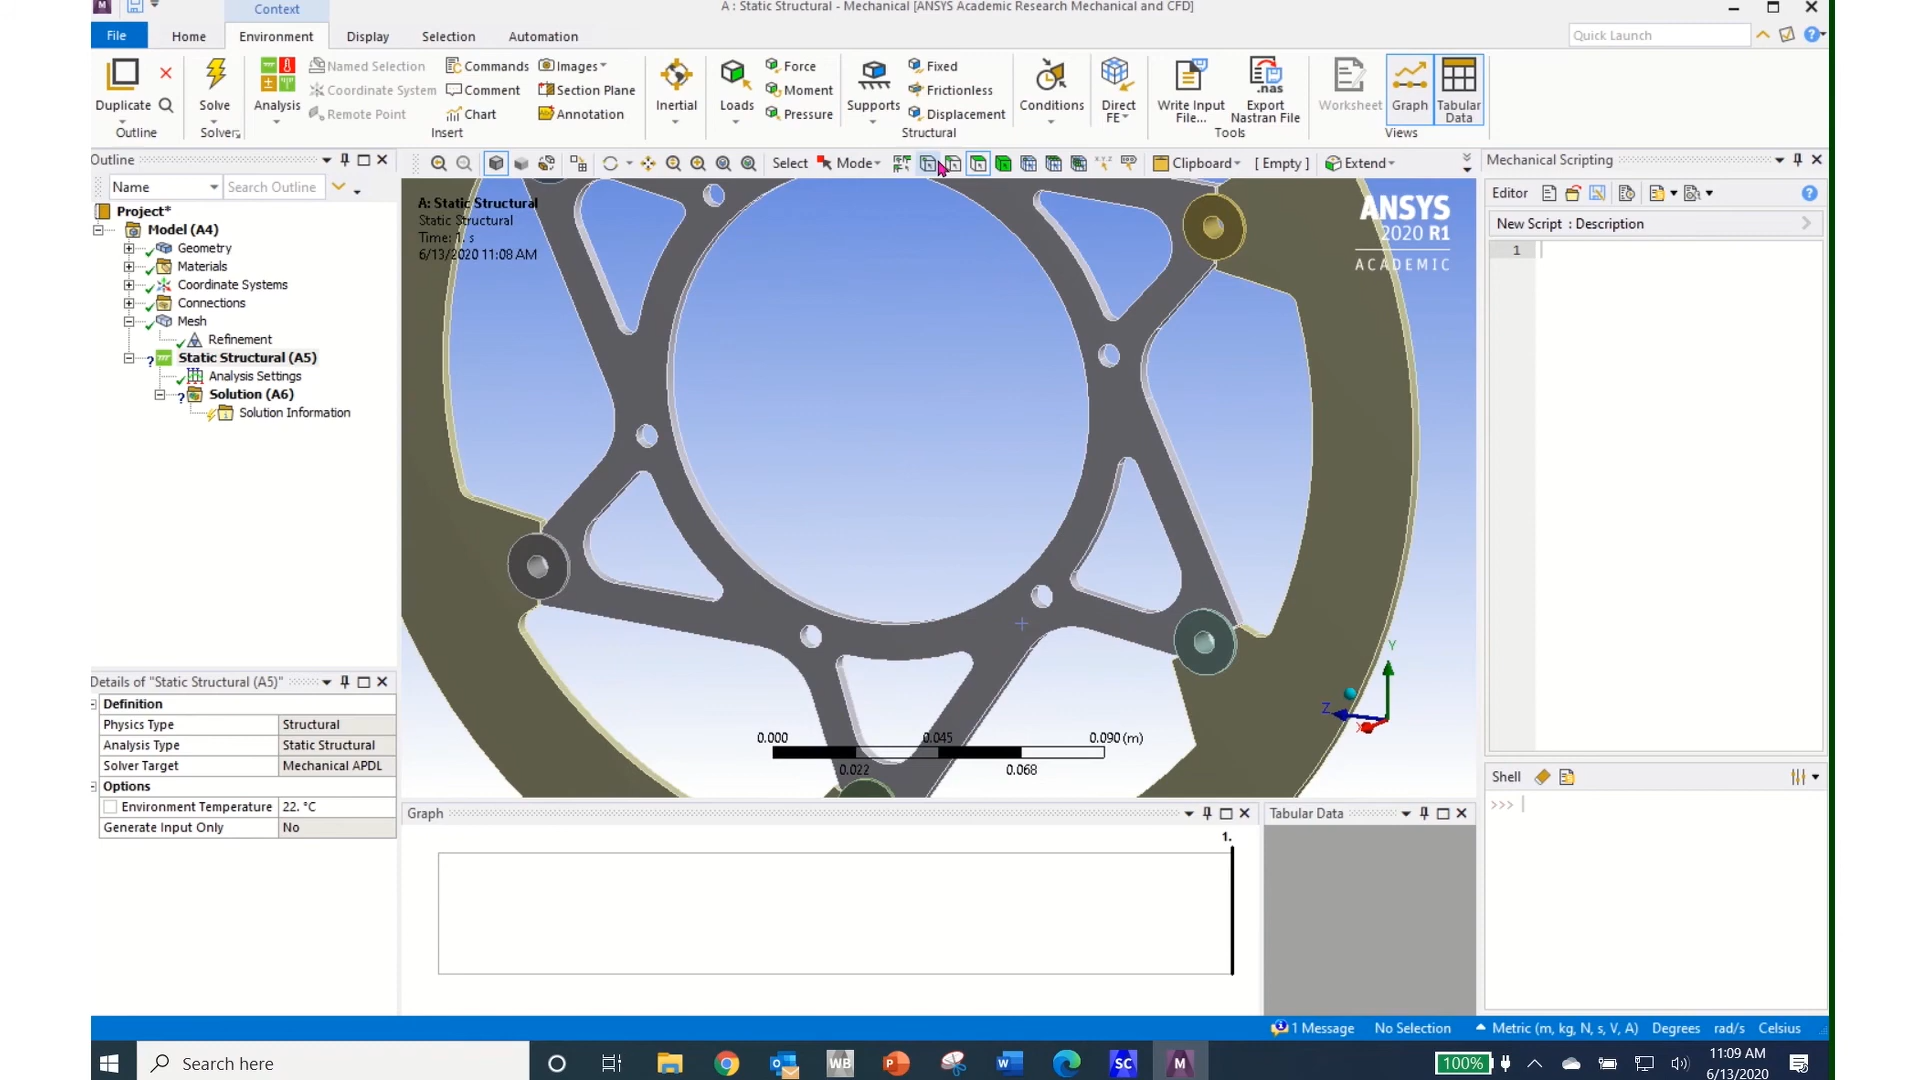 Context
A : Static Structural - Mechanical [ANSYS Academic Research Mechanical and CFD]
File
Home
Environment
Display
Selection
Automation
Quick Launch
Duplicate
Outline
Solve
Solver
Analysis
Named Selection
Coordinate System
Remote Point
Commands
Comment
Chart
Images
Section Plane
Annotation
Insert
Inertial
Loads
Force
Moment
Pressure
Supports
Fixed
Frictionless
Displacement
Structural
Conditions
Direct FE
Write Input File...
Export Nastran File
Tools
Worksheet
Graph
Tabular Data
Views
Outline
Name
Search Outline
Select
Mode
Clipboard
[ Empty ]
Extend
Project*
Model (A4)
Geometry
Materials
Coordinate Systems
Connections
Mesh
Refinement
Static Structural (A5)
Analysis Settings
Solution (A6)
Solution Information
A: Static Structural
Static Structural
Time: 1. s
6/13/2020 11:08 AM
ANSYS
2020 R1
ACADEMIC
0.000
0.045
0.090 (m)
0.022
0.068
Y
Z
X
Mechanical Scripting
Editor
New Script : Description
1
Shell
>>>
Details of "Static Structural (A5)"
Definition
Physics Type Structural
Analysis Type Static Structural
Solver Target Mechanical APDL
Options
Environment Temperature 22. °C
Generate Input Only No
Graph
1.
Tabular Data
1 Message
No Selection
Metric (m, kg, N, s, V, A)
Degrees
rad/s
Celsius
Search here
WB
SC
M
100%
11:09 AM
6/13/2020